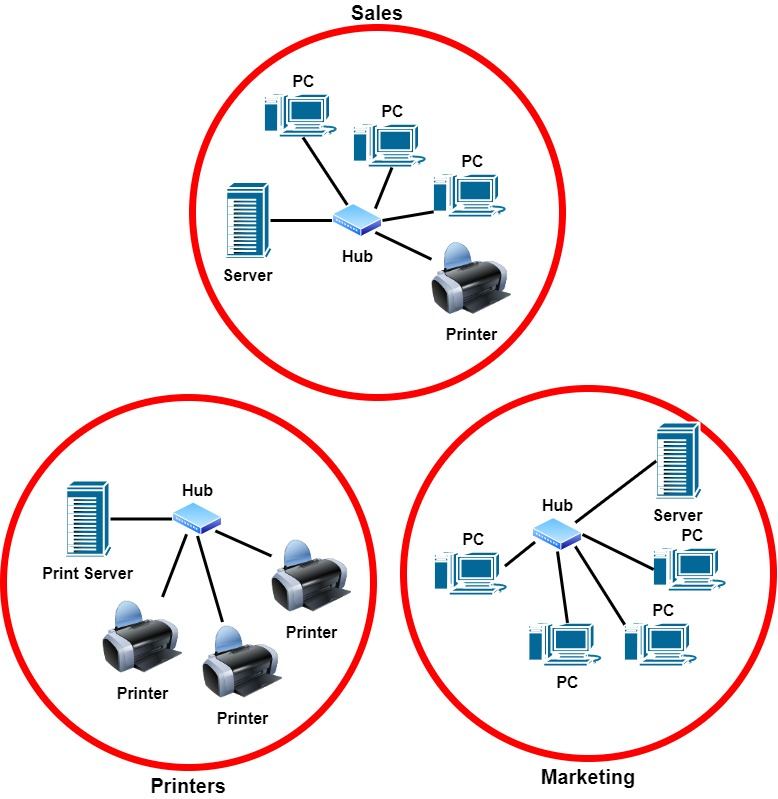 Sales
PC
PC
PC
Hub
Server
Printer
Hub
Print Server
Printer
Printer
Printer
Printers
Hub
Server
PC
PC
PC
PC
Marketing